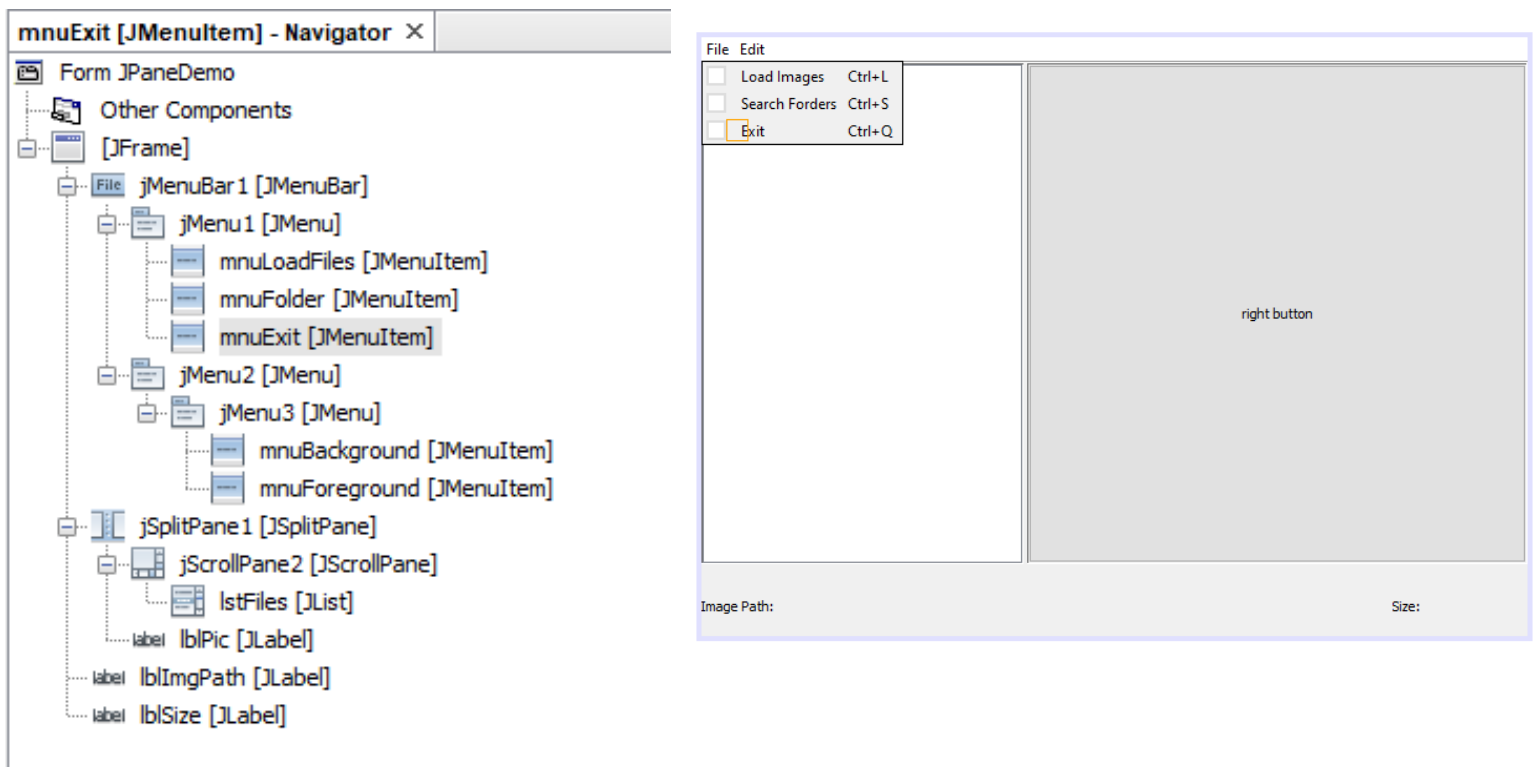 mnuExit [JMenuItem] - Navigator ×
Form JPaneDemo
Other Components
[JFrame]
File jMenuBar1 [JMenuBar]
jMenu1 [JMenu]
mnuLoadFiles [JMenuItem]
mnuFolder [JMenuItem]
mnuExit [JMenuItem]
jMenu2 [JMenu]
jMenu3 [JMenu]
mnuBackground [JMenuItem]
mnuForeground [JMenuItem]
jSplitPane1 [JSplitPane]
jScrollPane2 [JScrollPane]
lstFiles [JList]
label lblPic [JLabel]
label lblImgPath [JLabel]
label lblSize [JLabel]
File Edit
Load Images Ctrl+L
Search Forders Ctrl+S
Exit Ctrl+Q
right button
Image Path: Size: